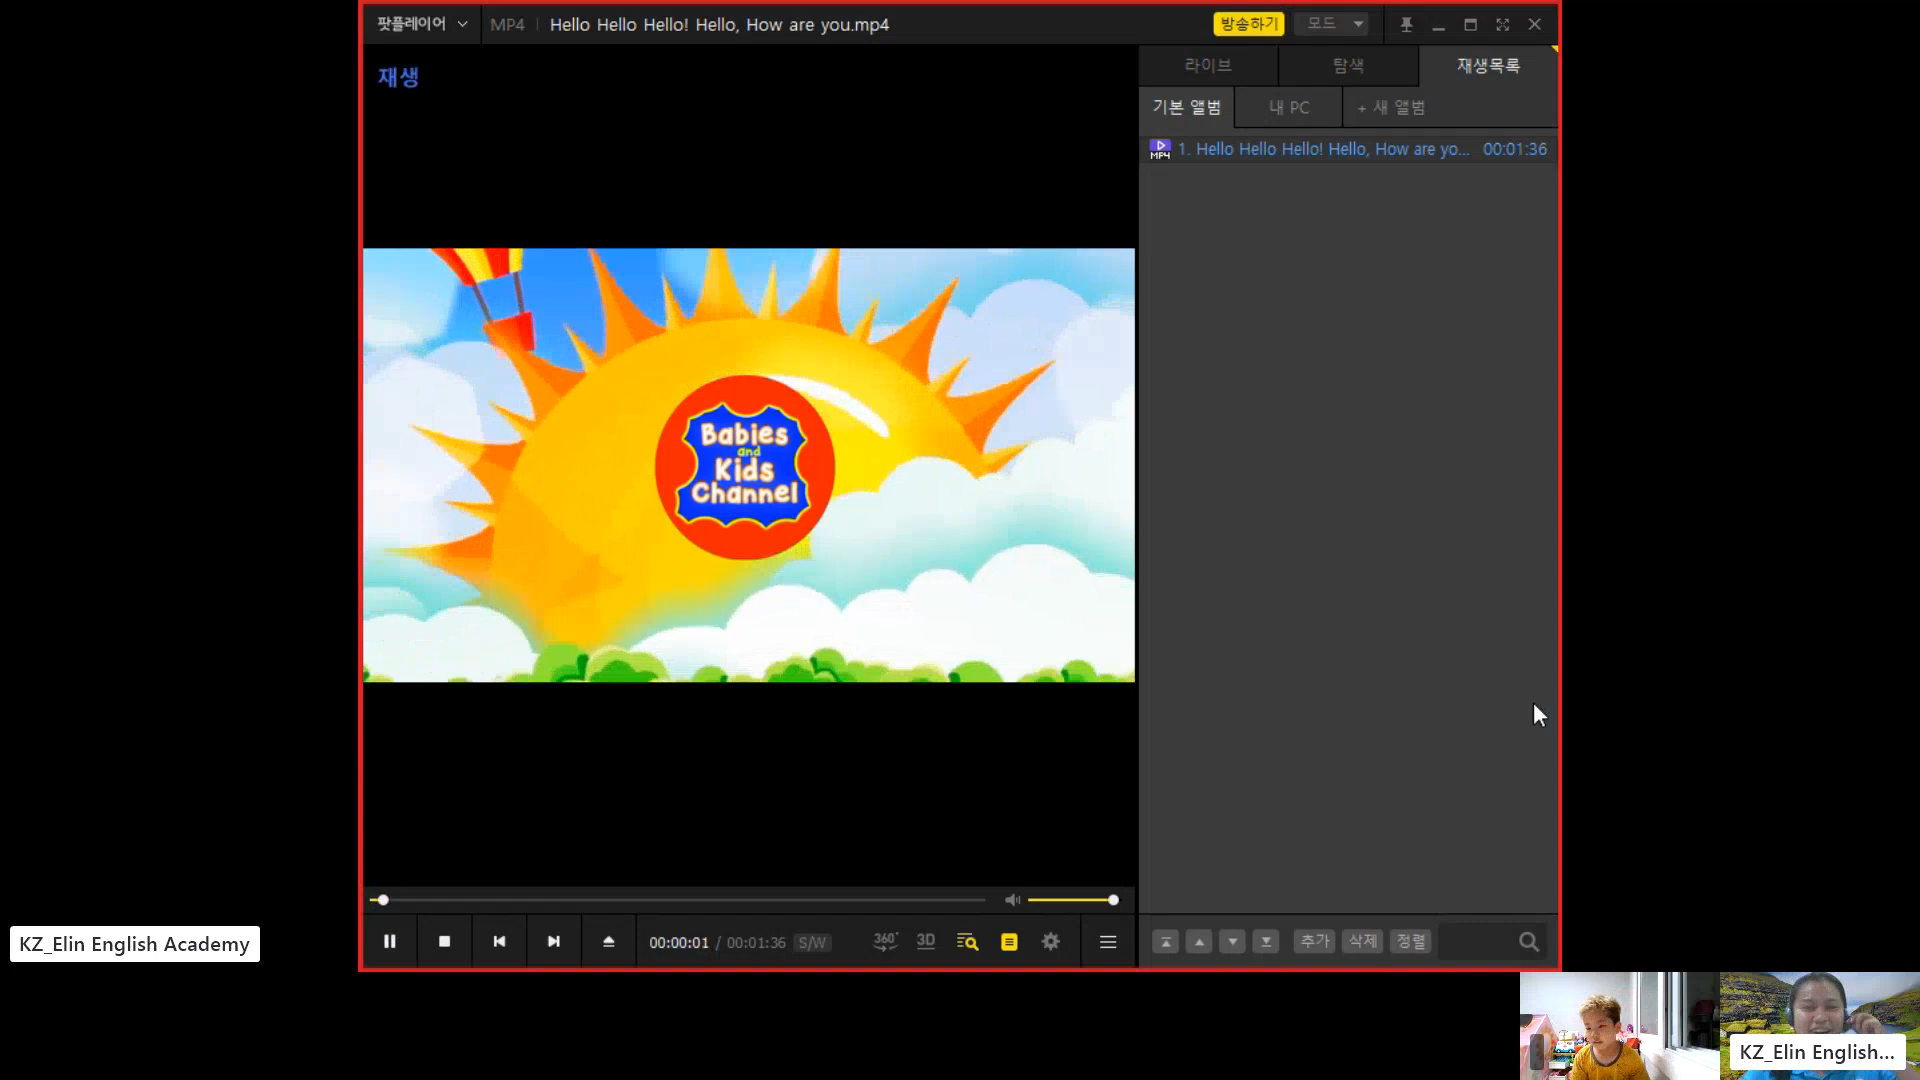 팟플레이어
MP4
Hello Hello Hello! Hello, How are you.mp4
방송하기
모드
재생
라이브
탐색
재생목록
기본 앨범
내 PC
+ 새 앨범
MP4
1. Hello Hello Hello! Hello, How are yo... 00:01:36
Babies
and
Kids
Channel
00:00:01 / 00:01:36 S/W
360°
3D
추가
삭제
정렬
KZ_Elin English Academy
KZ_Elin English...